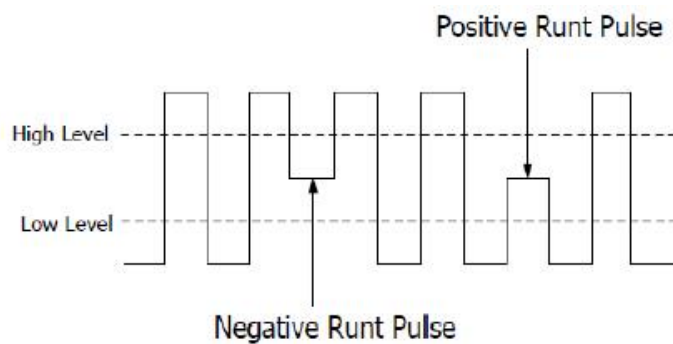 Positive Runt Pulse
High Level
Low Level
Negative Runt Pulse